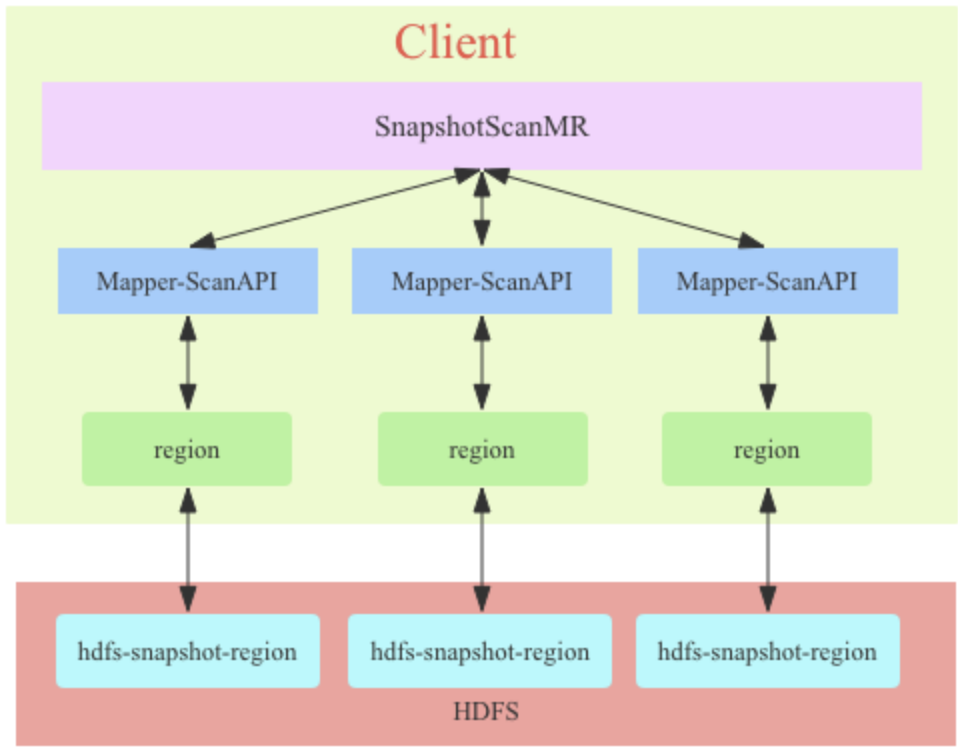 Client
SnapshotScanMR
Mapper-ScanAPI Mapper-ScanAPI Mapper-ScanAPI
region region region
hdfs-snapshot-region hdfs-snapshot-region hdfs-snapshot-region
HDFS